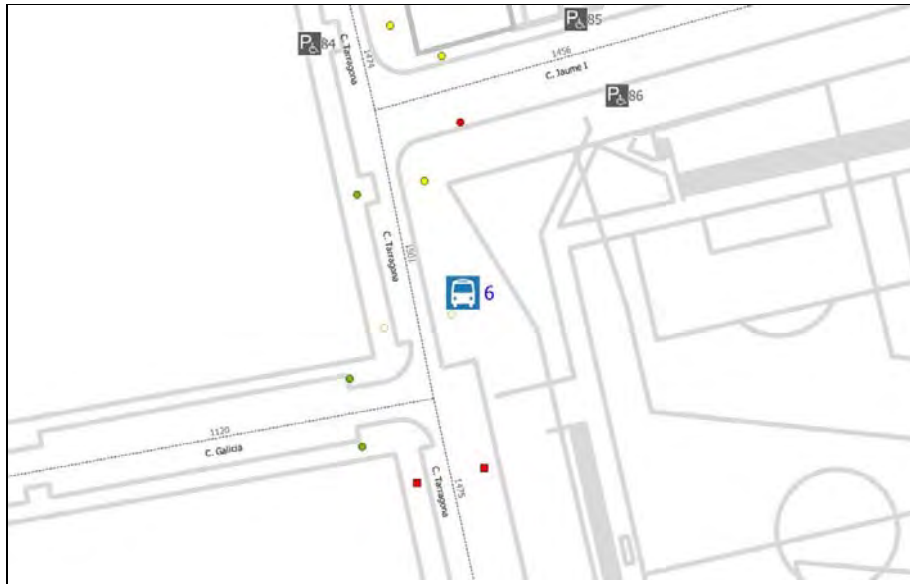 P 85
P 84
C. Tarragona
1474
1456
C. Jaume I
P 86
C. Tarragona
1501
6
1120
C. Galicia
C. Tarragona
1475